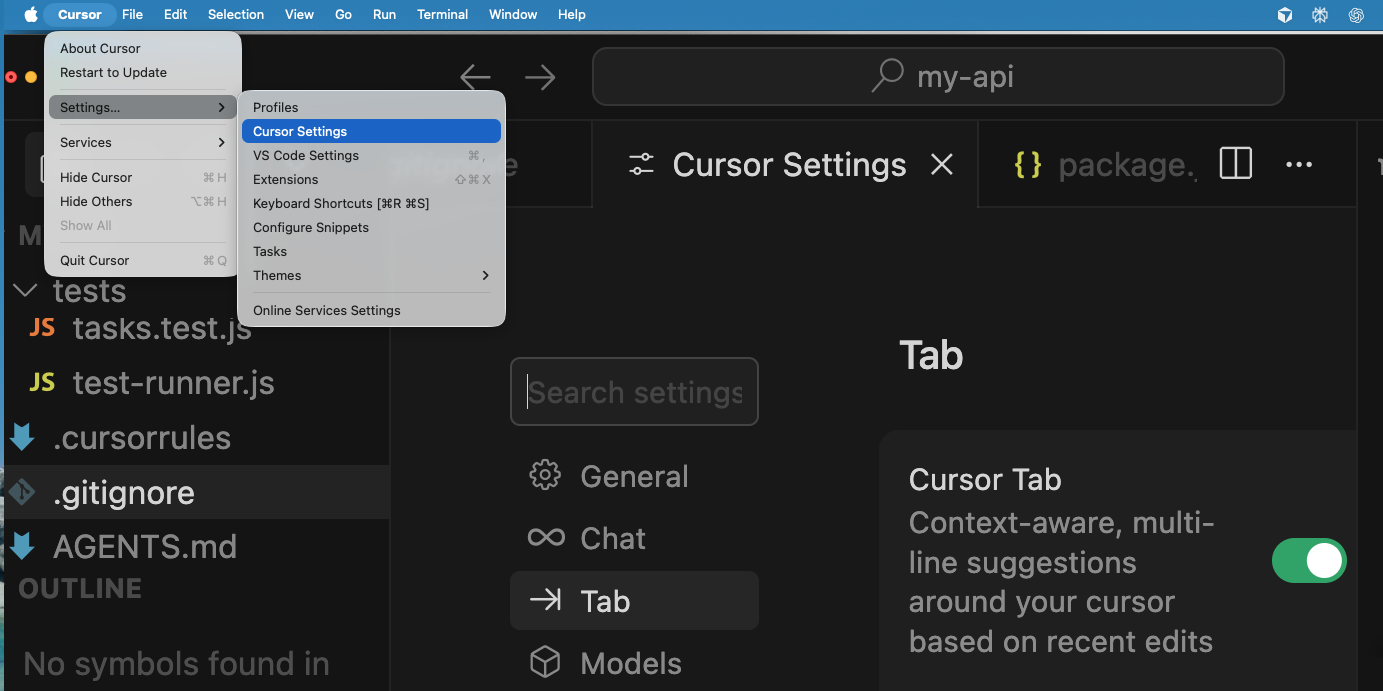 Cursor File Edit Selection View Go Run Terminal Window Help
About Cursor
Restart to Update
Settings...
Services
Hide Cursor ⌘ H
Hide Others ⌥ ⌘ H
Show All
Quit Cursor ⌘ Q
Profiles
Cursor Settings
VS Code Settings ⌘ ,
Extensions ⇧ ⌘ X
Keyboard Shortcuts [⌘R ⌘S]
Configure Snippets
Tasks
Themes
Online Services Settings
my-api
Cursor Settings
{} package.
M
tests
JS tasks.test.js
JS test-runner.js
.cursorrules
.gitignore
AGENTS.md
OUTLINE
No symbols found in
Search settings
General
Chat
Tab
Models
Tab
Cursor Tab
Context-aware, multi-
line suggestions
around your cursor
based on recent edits